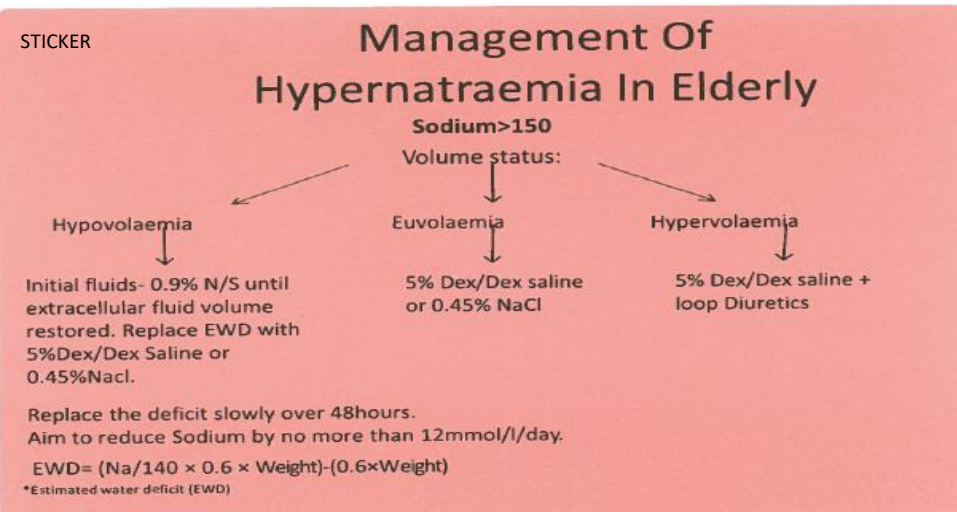 STICKER
Management Of
Hypernatraemia In Elderly
Sodium>150
Volume status:
Hypovolaemia
Euvolaemia
Hypervolaemia
Initial fluids- 0.9% N/S until
extracellular fluid volume
restored. Replace EWD with
5%Dex/Dex Saline or
0.45%Nacl.
5% Dex/Dex saline
or 0.45% NaCl
5% Dex/Dex saline +
loop Diuretics
Replace the deficit slowly over 48hours.
Aim to reduce Sodium by no more than 12mmol/l/day.
EWD= (Na/140 × 0.6 × Weight)-(0.6×Weight)
*Estimated water deficit (EWD)